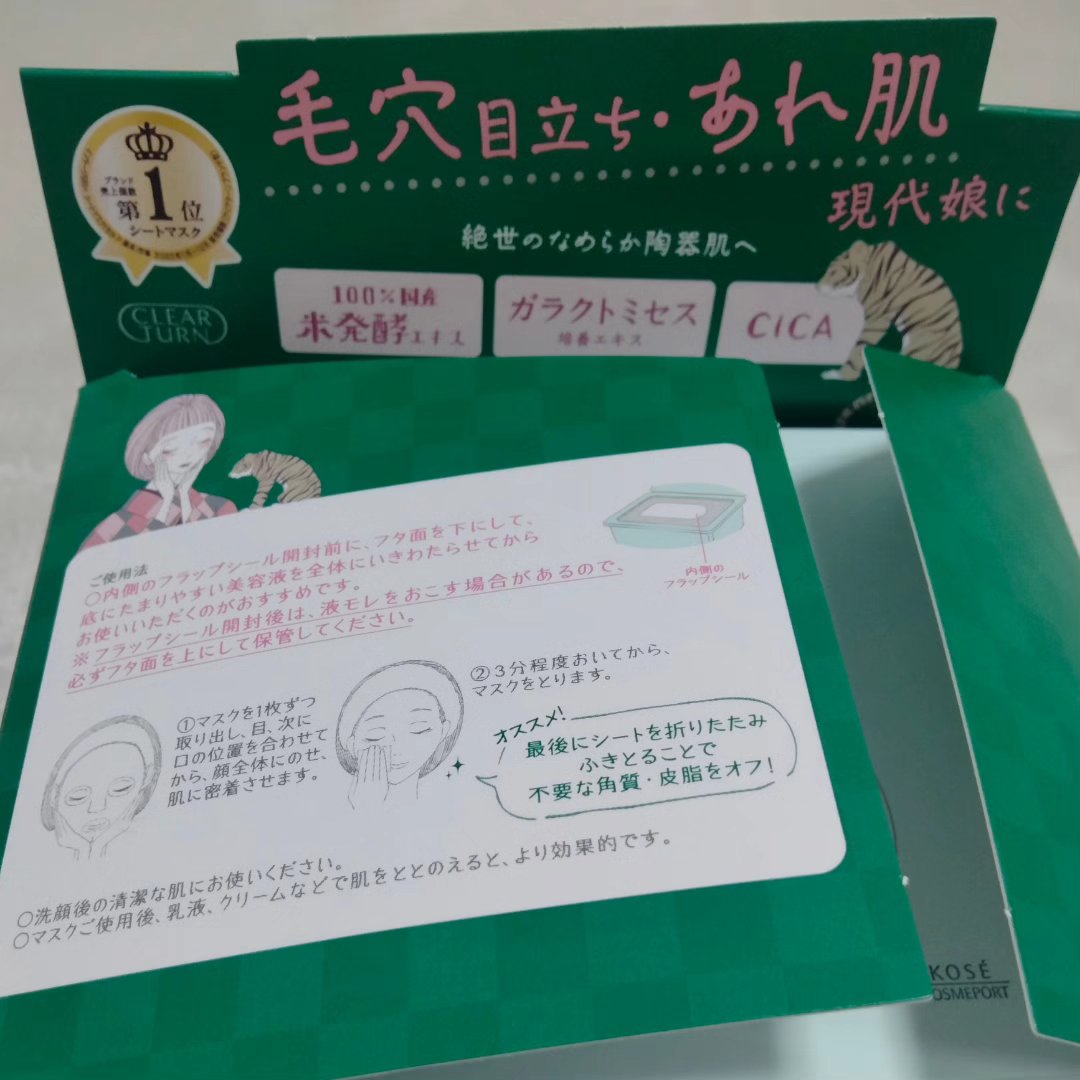 毛穴目立ち・あれ肌
現代娘に
ブランド
売上個数
第1位
シートマスク
絶世のなめらか陶器肌へ
CLEAR
TURN
100%国産
米発酵エキス
ガラクトミセス
培養エキス
CICA
ご使用法
○内側のフラップシール開封前に、フタ面を下にして、
底にたまりやすい美容液を全体にいきわたらせてから
お使いいただくのがおすすめです。
※フラップシール開封後は、液モレをおこす場合があるので、
必ずフタ面を上にして保管してください。
内側の
フラップシール
①マスクを1枚ずつ
取り出し、目、次に
口の位置を合わせて
から、顔全体にのせ、
肌に密着させます。
②3分程度おいてから、
マスクをとります。
オススメ!
最後にシートを折りたたみ
ふきとることで
不要な角質・皮脂をオフ!
○洗顔後の清潔な肌にお使いください。
○マスクご使用後、乳液、クリームなどで肌をととのえると、より効果的です。
KOSÉ
OSMEPORT